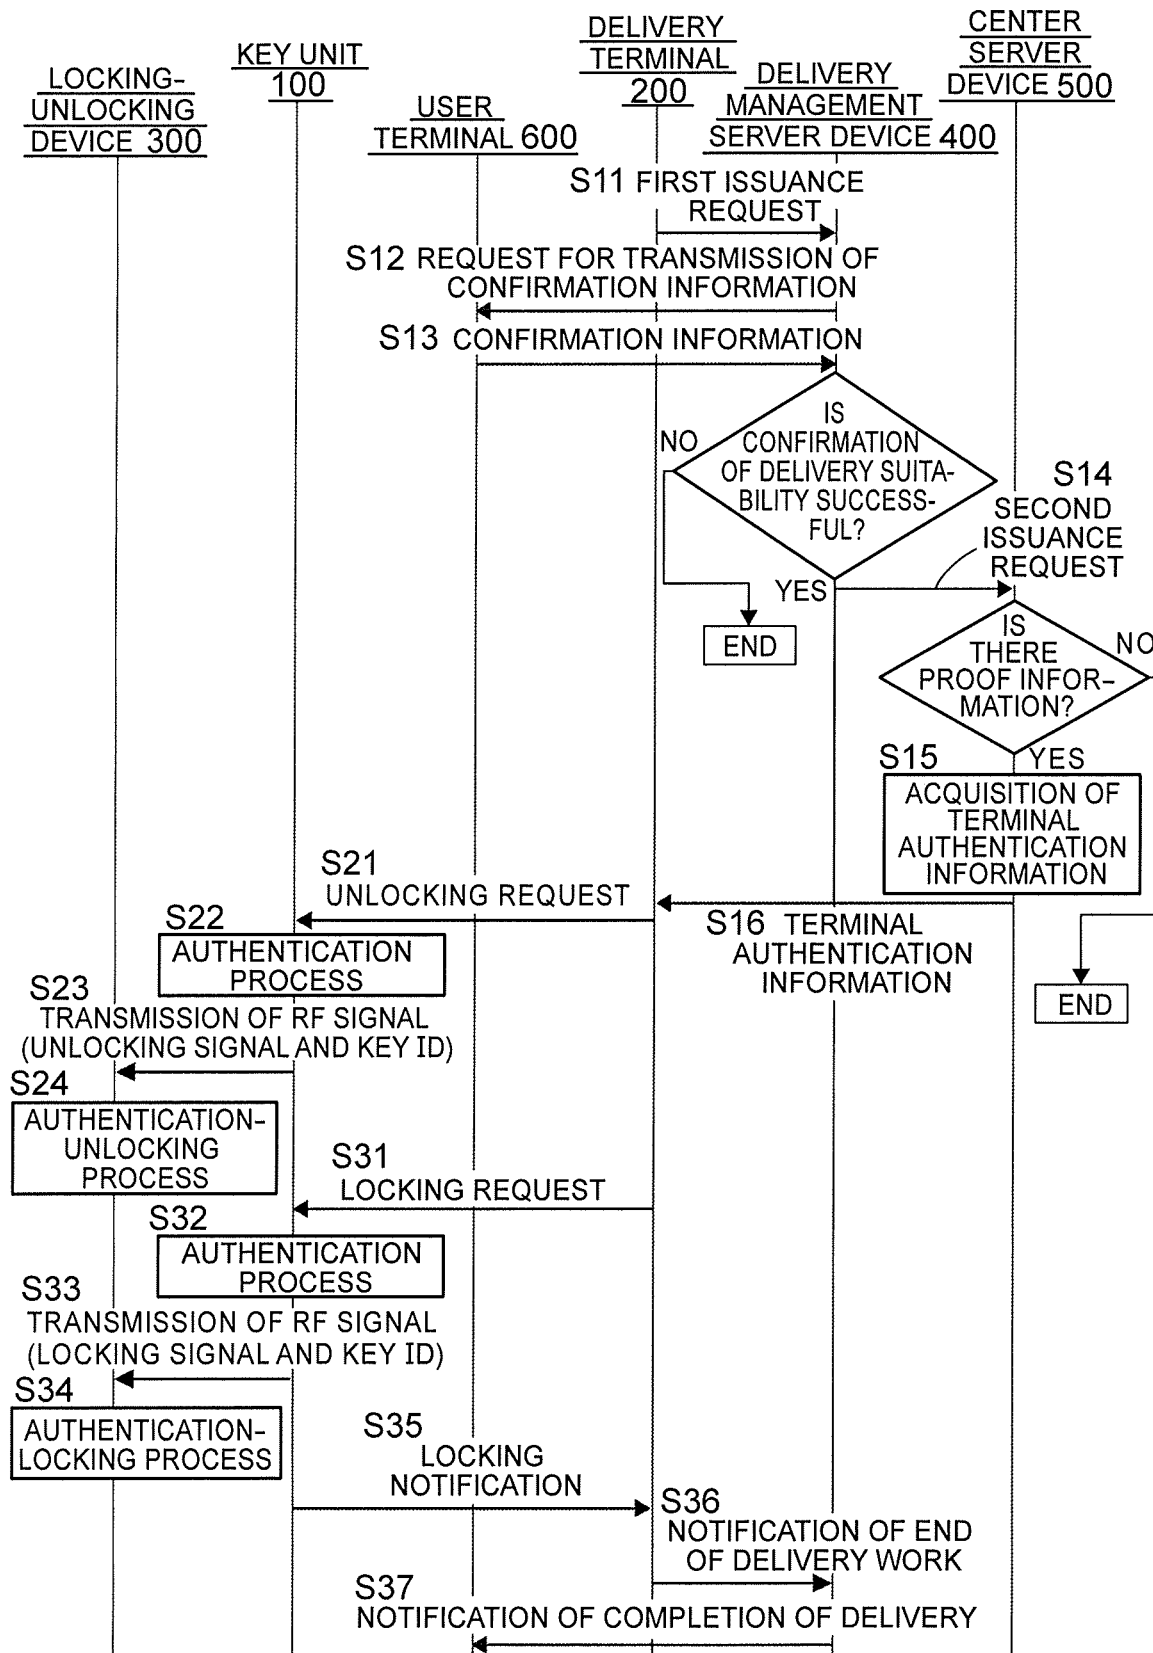 LOCKING-
UNLOCKING
DEVICE 300
KEY UNIT
100
USER
TERMINAL 600
DELIVERY
TERMINAL
200
DELIVERY
MANAGEMENT
SERVER DEVICE 400
CENTER
SERVER
DEVICE 500
S11 FIRST ISSUANCE
REQUEST
S12 REQUEST FOR TRANSMISSION OF
CONFIRMATION INFORMATION
S13 CONFIRMATION INFORMATION
IS
CONFIRMATION
OF DELIVERY SUITA-
BILITY SUCCESS-
FUL?
NO
YES
END
S14
SECOND
ISSUANCE
REQUEST
IS
THERE
PROOF INFOR-
MATION?
NO
YES
S15
ACQUISITION OF
TERMINAL
AUTHENTICATION
INFORMATION
S16 TERMINAL
AUTHENTICATION
INFORMATION
END
S21
UNLOCKING REQUEST
S22
AUTHENTICATION
PROCESS
S23
TRANSMISSION OF RF SIGNAL
(UNLOCKING SIGNAL AND KEY ID)
S24
AUTHENTICATION-
UNLOCKING
PROCESS
S31
LOCKING REQUEST
S32
AUTHENTICATION
PROCESS
S33
TRANSMISSION OF RF SIGNAL
(LOCKING SIGNAL AND KEY ID)
S34
AUTHENTICATION-
LOCKING PROCESS
S35
LOCKING
NOTIFICATION
S36
NOTIFICATION OF END
OF DELIVERY WORK
S37
NOTIFICATION OF COMPLETION OF DELIVERY